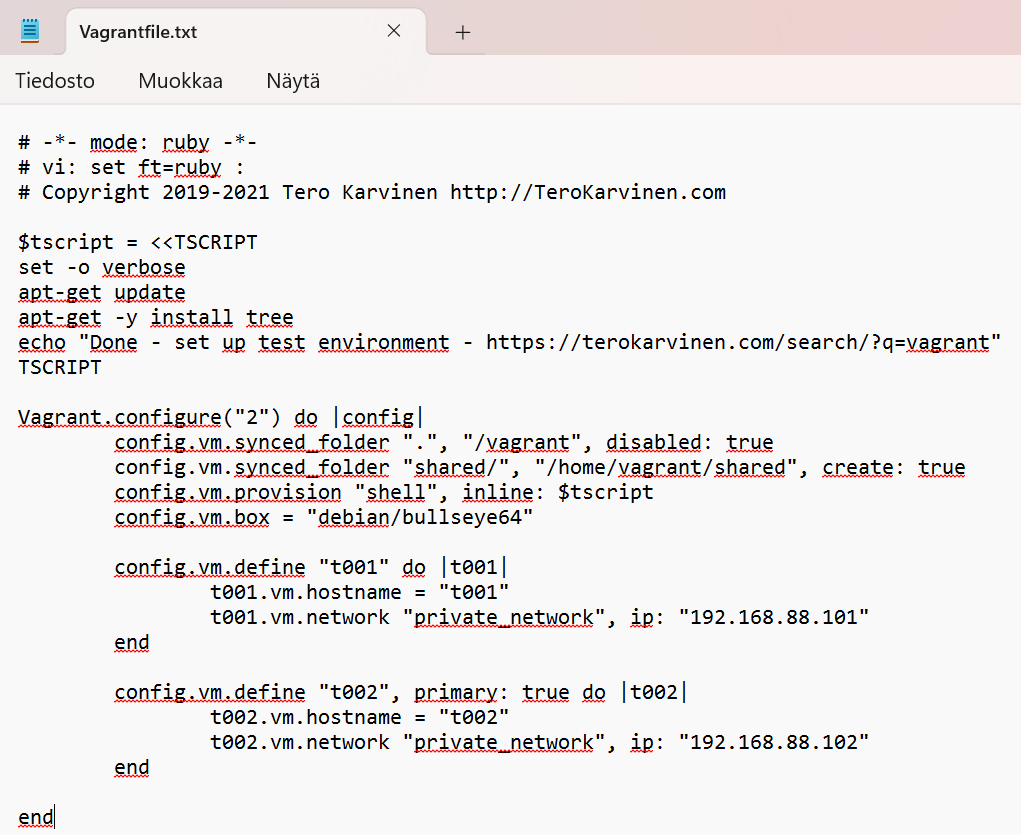 Vagrantfile.txt
Tiedosto Muokkaa Näytä
# -*- mode: ruby -*-
# vi: set ft=ruby :
# Copyright 2019-2021 Tero Karvinen http://TeroKarvinen.com
$tscript = <<TSCRIPT
set -o verbose
apt-get update
apt-get -y install tree
echo "Done - set up test environment - https://terokarvinen.com/search/?q=vagrant"
TSCRIPT
Vagrant.configure("2") do |config|
config.vm.synced_folder ".", "/vagrant", disabled: true
config.vm.synced_folder "shared/", "/home/vagrant/shared", create: true
config.vm.provision "shell", inline: $tscript
config.vm.box = "debian/bullseye64"
config.vm.define "t001" do |t001|
t001.vm.hostname = "t001"
t001.vm.network "private_network", ip: "192.168.88.101"
end
config.vm.define "t002", primary: true do |t002|
t002.vm.hostname = "t002"
t002.vm.network "private_network", ip: "192.168.88.102"
end
end